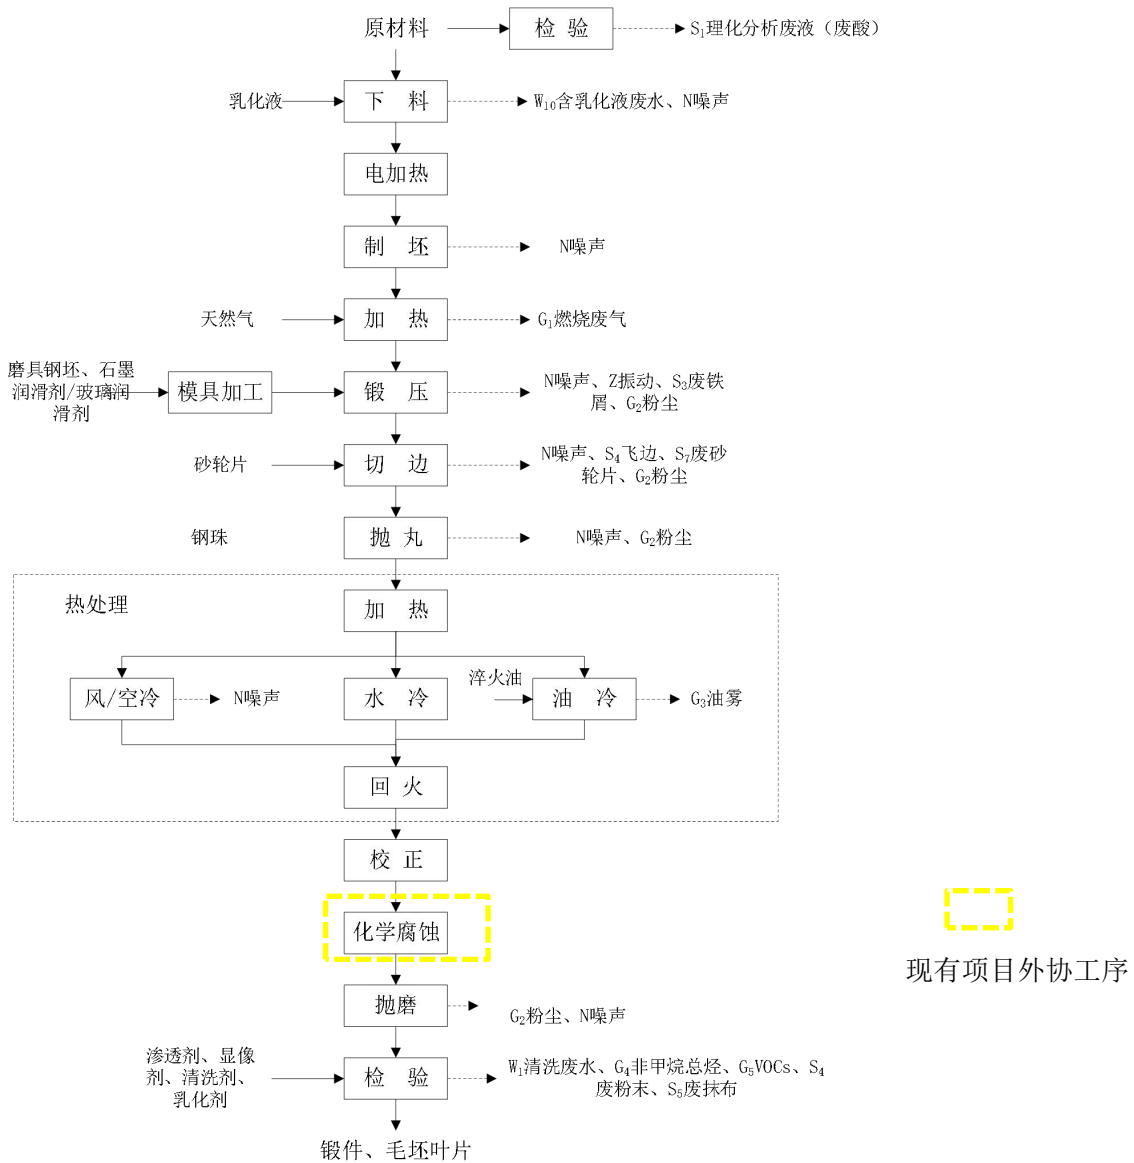 原材料
检 验
S₁理化分析废液（废酸）
乳化液
下 料
W₁₀含乳化液废水、N噪声
电加热
制 坯
N噪声
天然气
加 热
G₁燃烧废气
磨具钢坯、石墨
润滑剂/玻璃润
滑剂
模具加工
锻 压
N噪声、Z振动、S₃废铁
屑、G₂粉尘
砂轮片
切 边
N噪声、S₄飞边、S₇废砂
轮片、G₂粉尘
钢珠
抛 丸
N噪声、G₂粉尘
热处理
加 热
风/空冷
N噪声
水 冷
淬火油
油 冷
G₃油雾
回 火
校 正
化学腐蚀
现有项目外协工序
抛磨
G₂粉尘、N噪声
渗透剂、显像
剂、清洗剂、
乳化剂
检 验
W₁清洗废水、G₄非甲烷总烃、G₅VOCs、S₄
废粉末、S₅废抹布
锻件、毛坯叶片